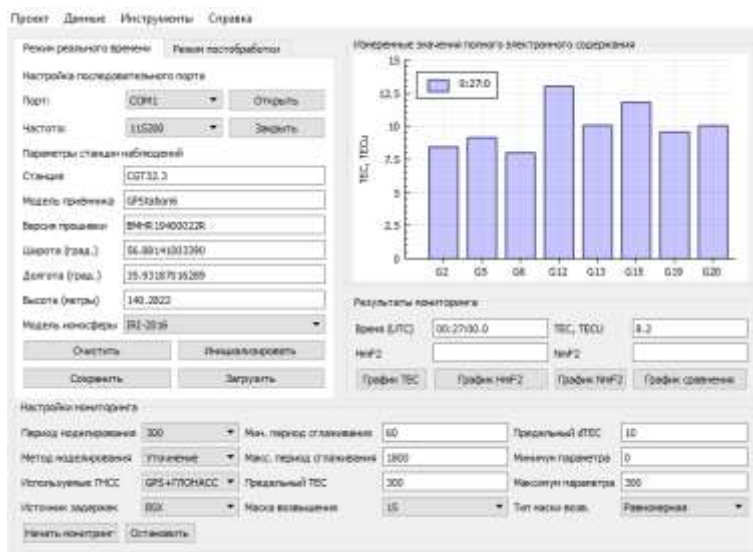 Проект Данные Инструменты Справка
Режим реального времени Режим постобработки
Настройка последовательного порта
Порт: COM1 Открыть
Частота: 115200 Закрыть
Параметры станции наблюдений
Станция CGT32.3
Модель приёмника GPStation6
Версия прошивки
Широта (град.)
Долгота (град.)
Высота (метры) 140.2822
Модель ионосферы IRI-2016
Очистить Инициализировать
Сохранить Загрузить
Измеренные значения полного электронного содержания
TEC, TECU
15
12.5
10
7.5
5
2.5
0
0:27:0
G2 G5 G6 G12 G13 G15 G19 G20
Результаты мониторинга
Время (UTC) 00:27:00.0 TEC, TECU 8.2
HmF2 NmF2
График TEC График HmF2 График NmF2 График сравнения
Настройки мониторинга
Период моделирования 300 Мин. период сглаживания 60 Предельный dTEC 10
Метод моделирования Уточнение Макс. период сглаживания 1800 Минимум параметра 0
Используемые ГНСС GPS+ГЛОНАСС Предельный TEC 300 Максимум параметра 300
Источник задержек Маска возвышения 15 Тип маски возв. Равномерная
Начать мониторинг Остановить